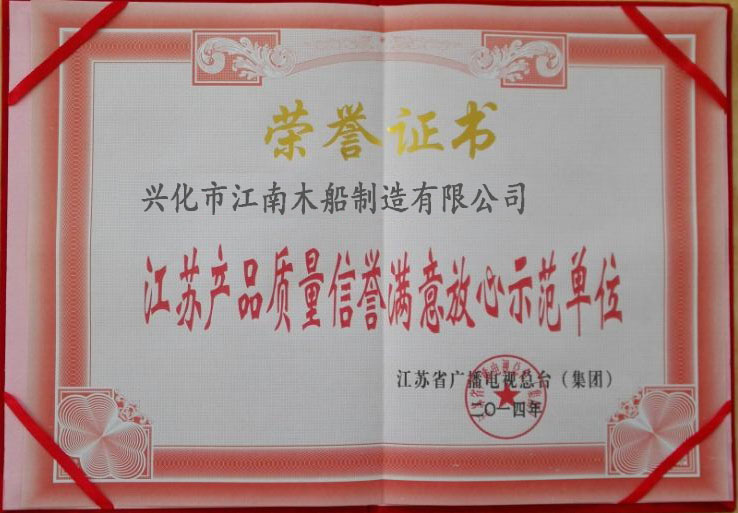 荣誉证书
兴化市江南木船制造有限公司
江苏产品质量信誉满意放心示范单位
江苏省广播电视总台（集团）
二〇一四年